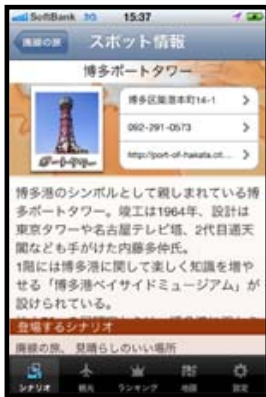 SoftBank 3G 15:37
廃線の旅
スポット情報
博多ポートタワー
博多区築港本町14-1
092-291-0573
ポートタワー
博多港のシンボルとして親しまれている博
多ポートタワー。竣工は1964年、設計は
東京タワーや名古屋テレビ塔、2代目通天
閣なども手がけた内藤多仲氏。
1階には博多港に関して楽しく知識を増や
せる「博多港ベイサイドミュージアム」が
設けられている。
登場するシナリオ
廃線の旅、見晴らしのいい場所
シナリオ 観光 ランキング 地図 設定